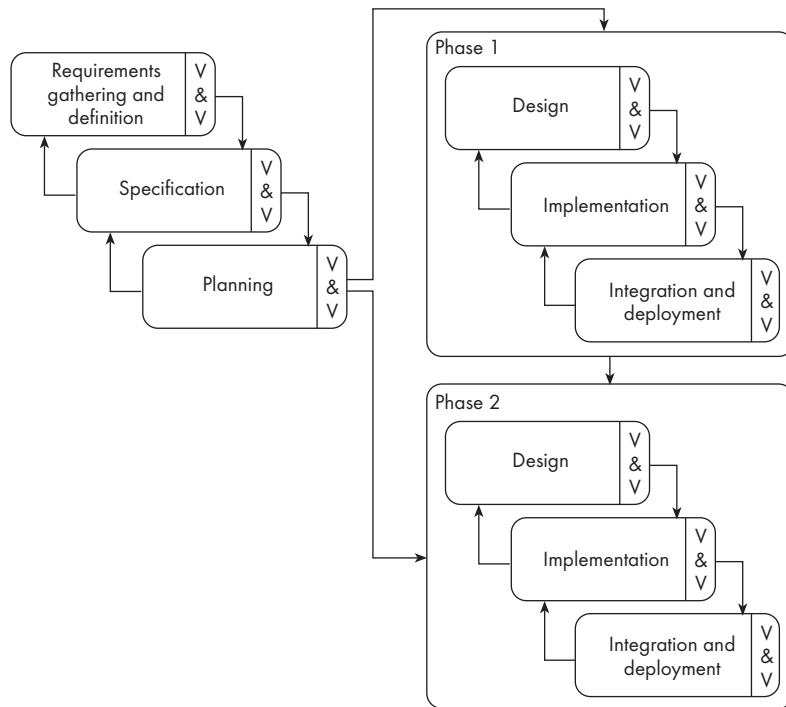 Requirements
gathering and
definition
V
&
V
Specification
V
&
V
Planning
V
&
V
Phase 1
Design
V
&
V
Implementation
V
&
V
Integration and
deployment
V
&
V
Phase 2
Design
V
&
V
Implementation
V
&
V
Integration and
deployment
V
&
V